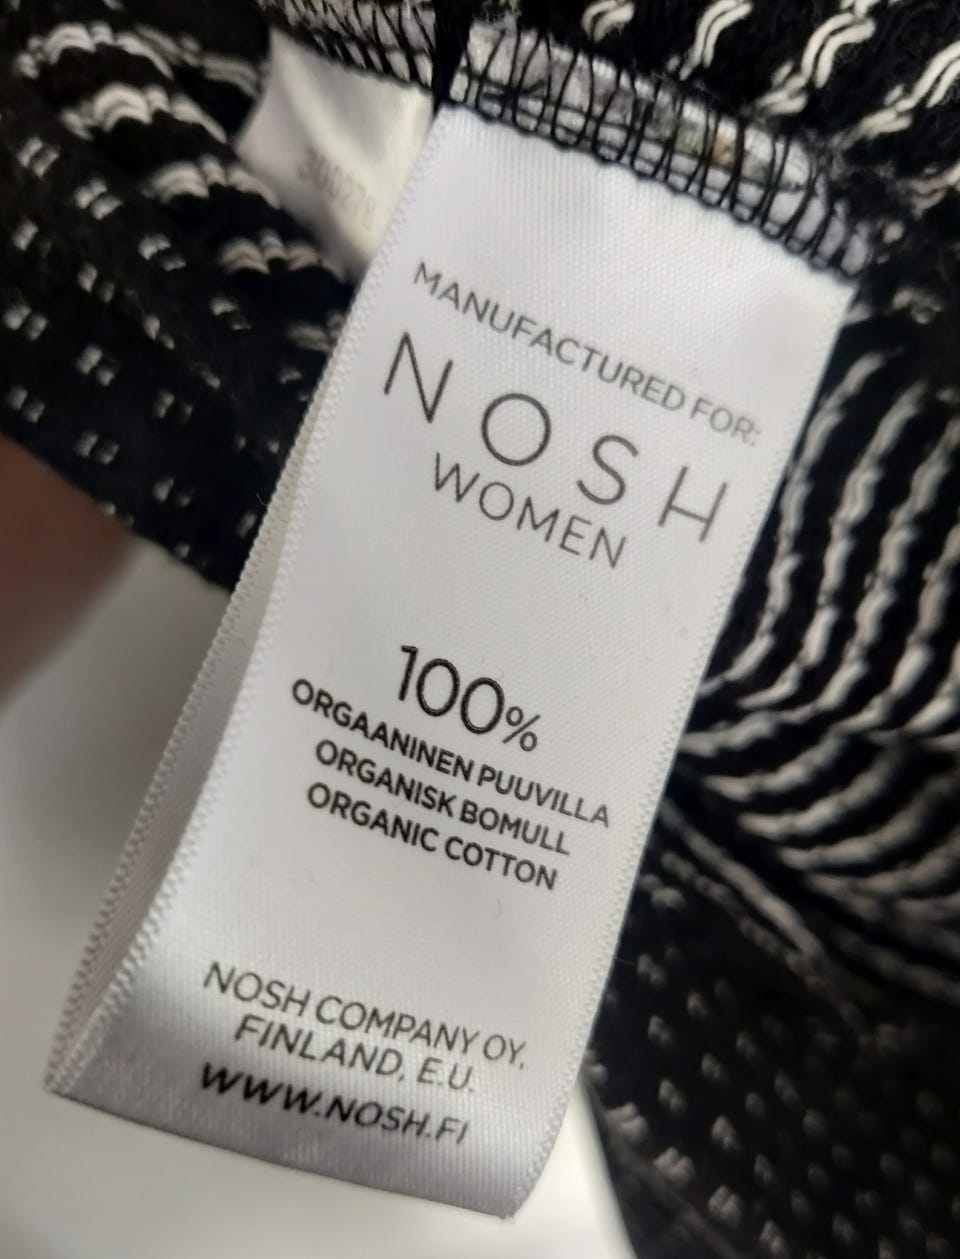 MANUFACTURED FOR:
NOSH
WOMEN
100%
ORGAANINEN PUUVILLA
ORGANISK BOMULL
ORGANIC COTTON
NOSH COMPANY OY,
FINLAND, E.U.
WWW.NOSH.FI